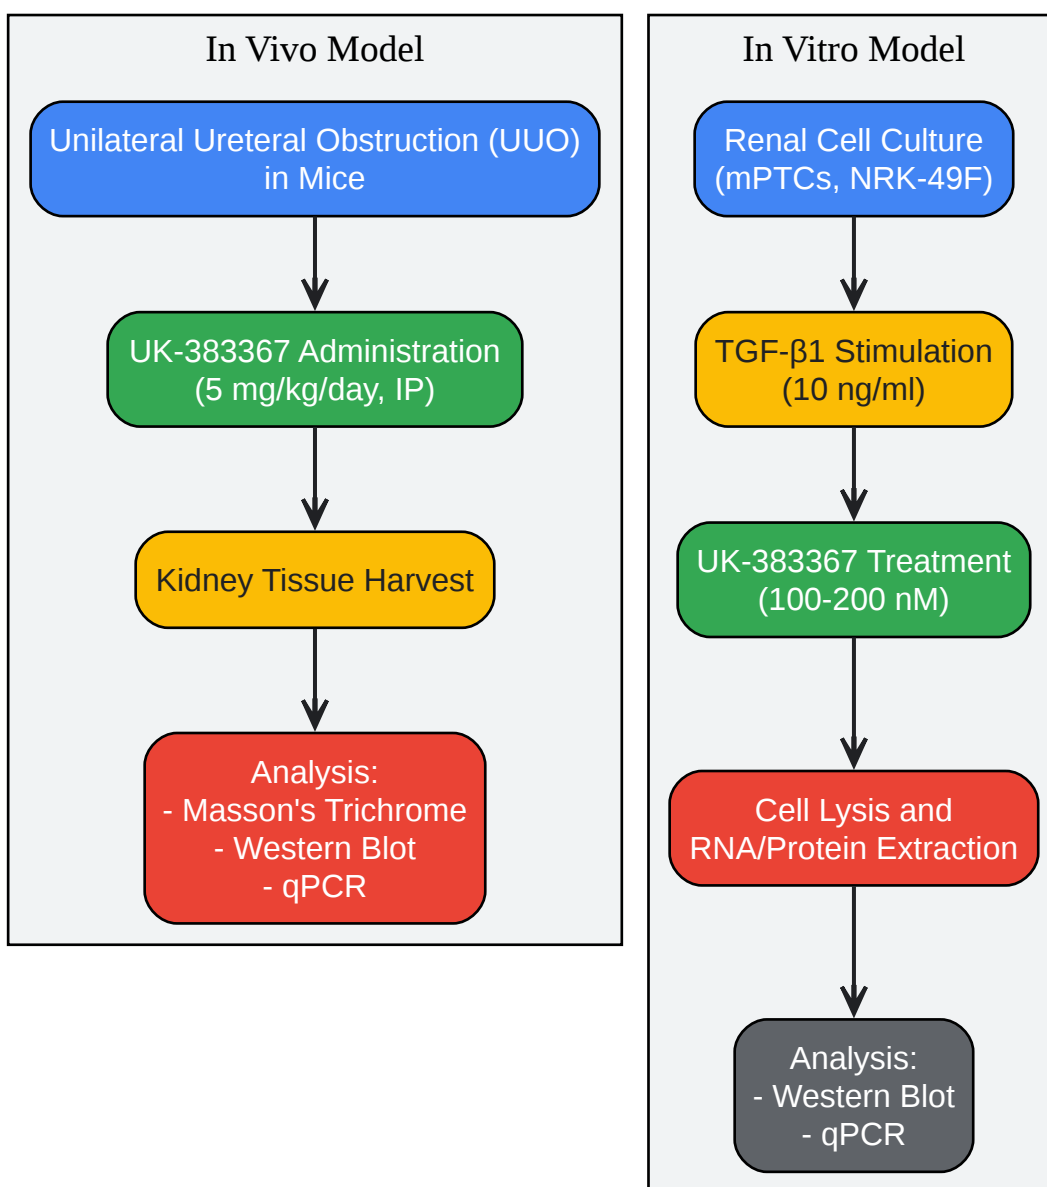 In Vivo Model
Unilateral Ureteral Obstruction (UUO)
in Mice
UK-383367 Administration
(5 mg/kg/day, IP)
Kidney Tissue Harvest
Analysis:
- Masson's Trichrome
- Western Blot
- qPCR
In Vitro Model
Renal Cell Culture
(mPTCs, NRK-49F)
TGF-β1 Stimulation
(10 ng/ml)
UK-383367 Treatment
(100-200 nM)
Cell Lysis and
RNA/Protein Extraction
Analysis:
- Western Blot
- qPCR